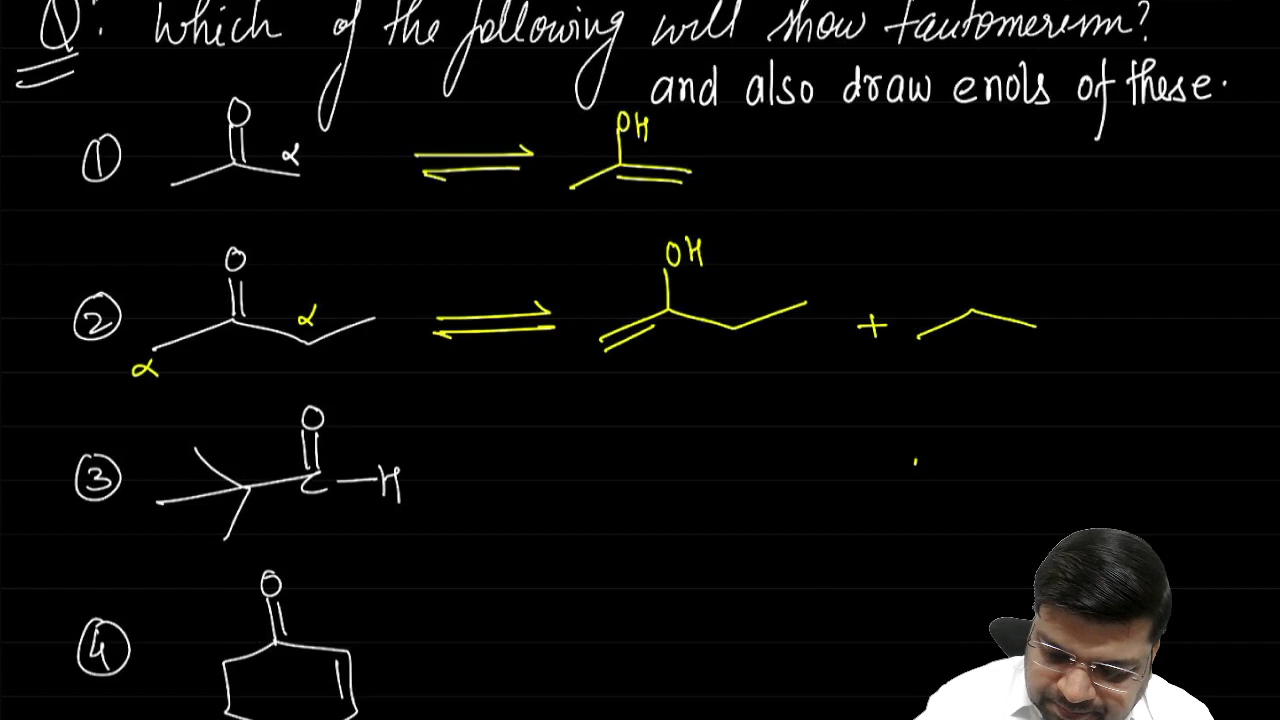 Q: Which of the following will show tautomerism?
and also draw enols of these.
① O α ⇌ OH
② O α α ⇌ OH +
③ O C—H
④ O